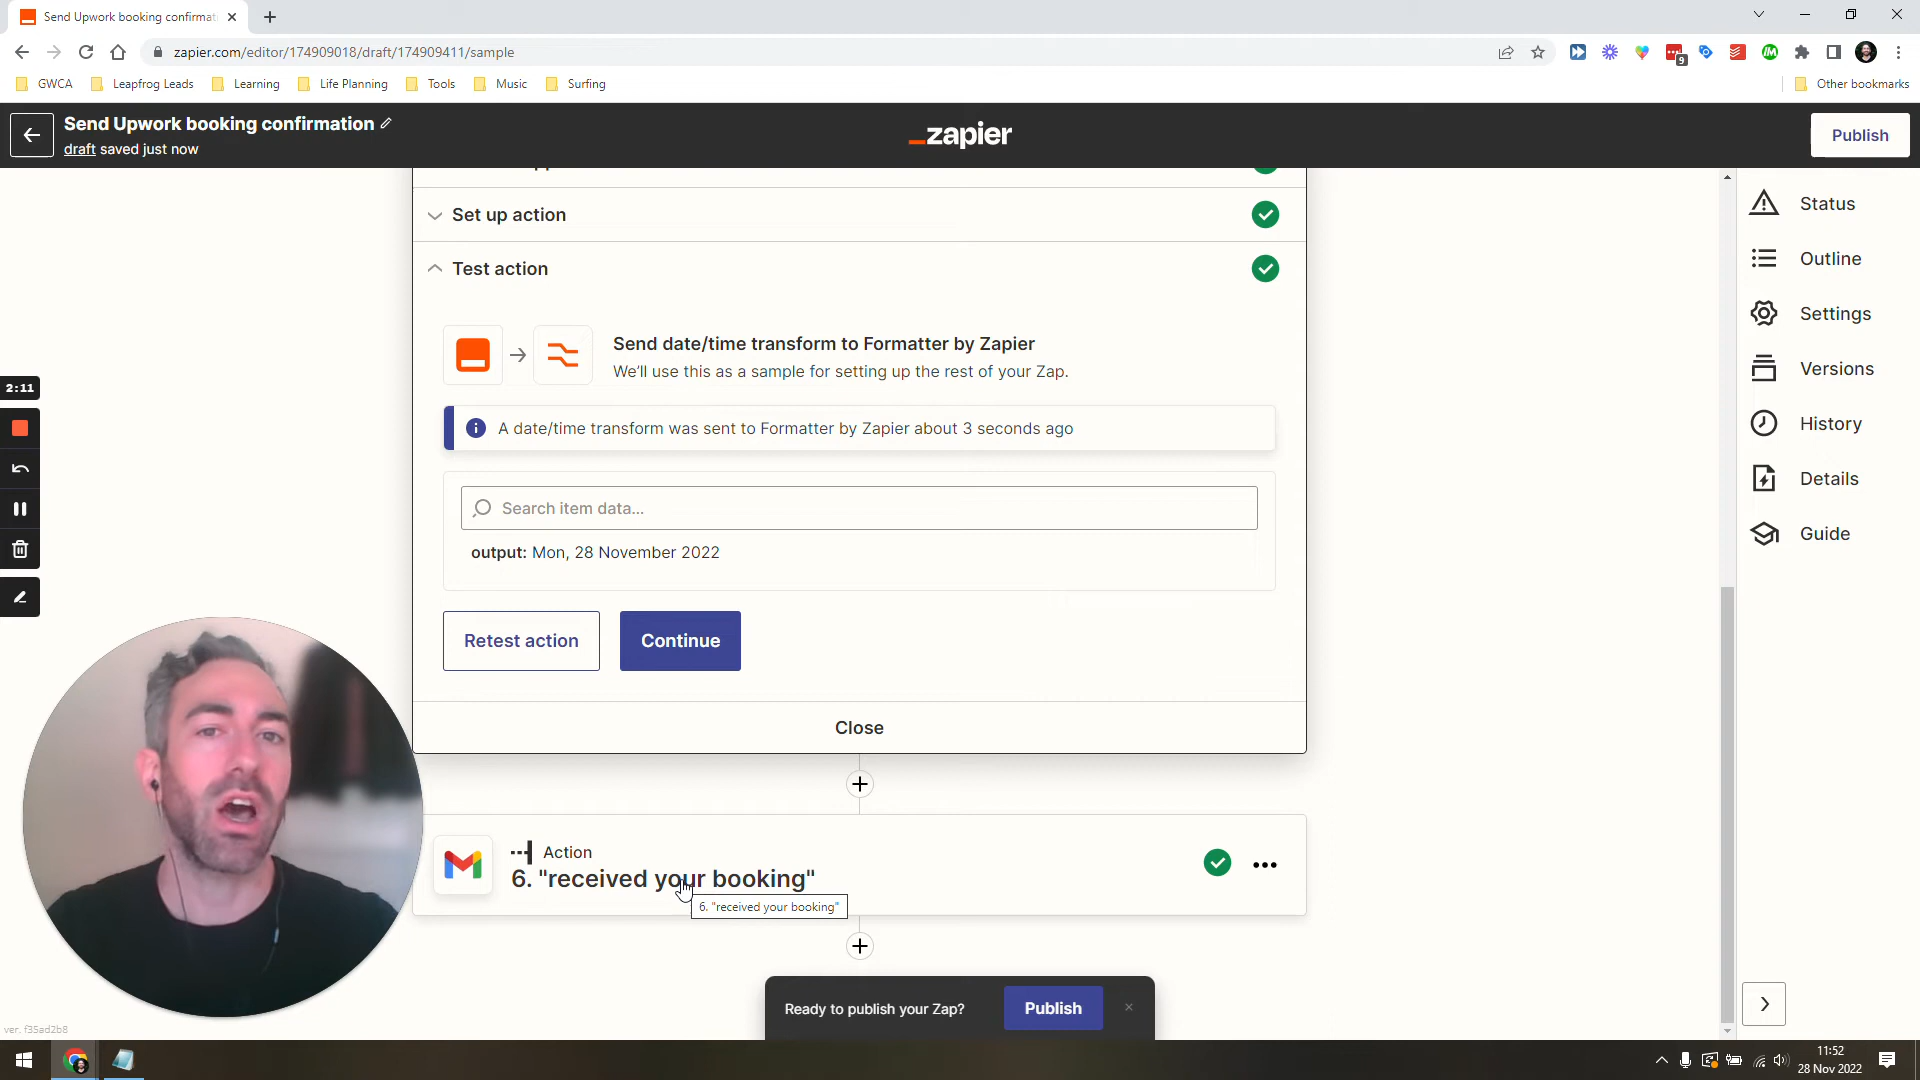 Send Upwork booking confirmat
zapier.com/editor/174909018/draft/174909411/sample
9
GWCA
Leapfrog Leads
Learning
Life Planning
Tools
Music
Surfing
Other bookmarks
Send Upwork booking confirmation
draft saved just now
zapier
Publish
Set up action
Test action
Send date/time transform to Formatter by Zapier
We'll use this as a sample for setting up the rest of your Zap.
A date/time transform was sent to Formatter by Zapier about 3 seconds ago
Search item data...
output: Mon, 28 November 2022
Retest action
Continue
Close
Action
6. "received your booking"
6. "received your booking"
Ready to publish your Zap?
Publish
Status
Outline
Settings
Versions
History
Details
Guide
2:11
ver. f35ad2b8
11:52
28 Nov 2022